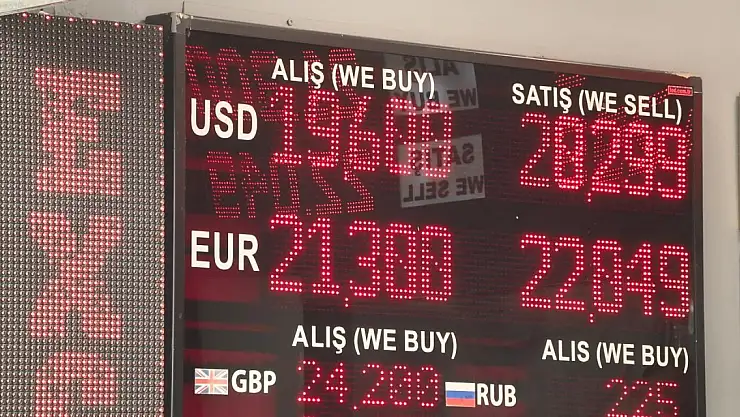 ALIŞ (WE BUY)
SATIŞ (WE SELL)
USD 19,600 20,299
EUR 21,300 22,049
ALIŞ (WE BUY)
ALIS (WE BUY)
GBP 24,200 RUB 225